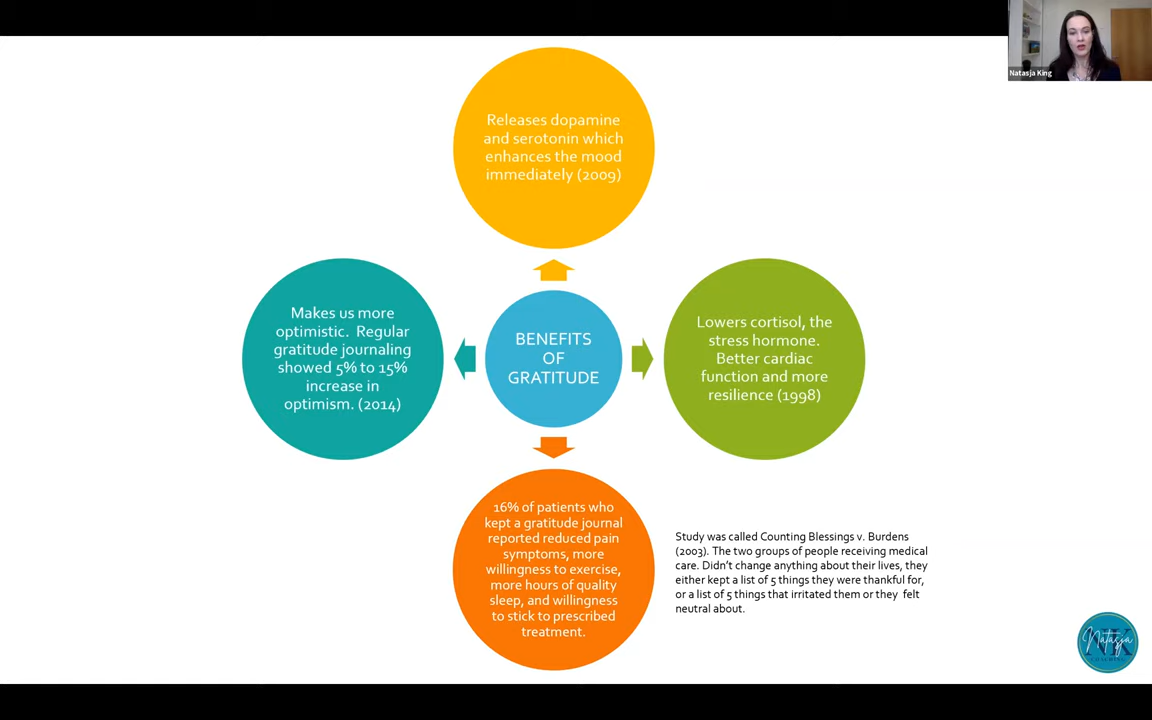 Natasja King
Releases dopamine
and serotonin which
enhances the mood
immediately (2009)
Makes us more
optimistic. Regular
gratitude journaling
showed 5% to 15%
increase in
optimism. (2014)
BENEFITS
OF
GRATITUDE
Lowers cortisol, the
stress hormone.
Better cardiac
function and more
resilience (1998)
16% of patients who
kept a gratitude journal
reported reduced pain
symptoms, more
willingness to exercise,
more hours of quality
sleep, and willingness
to stick to prescribed
treatment.
Study was called Counting Blessings v. Burdens
(2003). The two groups of people receiving medical
care. Didn’t change anything about their lives, they
either kept a list of 5 things they were thankful for,
or a list of 5 things that irritated them or they felt
neutral about.
NK
Natasja
COACHING